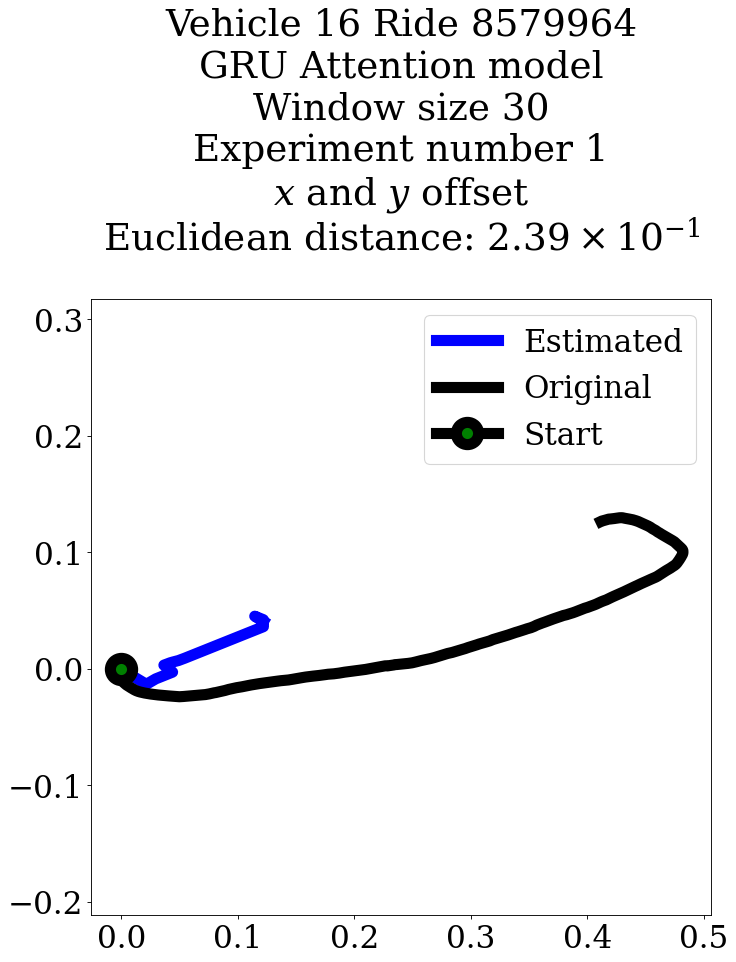 Vehicle 16 Ride 8579964
GRU Attention model
Window size 30
Experiment number 1
x and y offset
Euclidean distance: 2.39 × 10⁻¹
Estimated
Original
Start
0.3
0.2
0.1
0.0
−0.1
−0.2
0.0 0.1 0.2 0.3 0.4 0.5